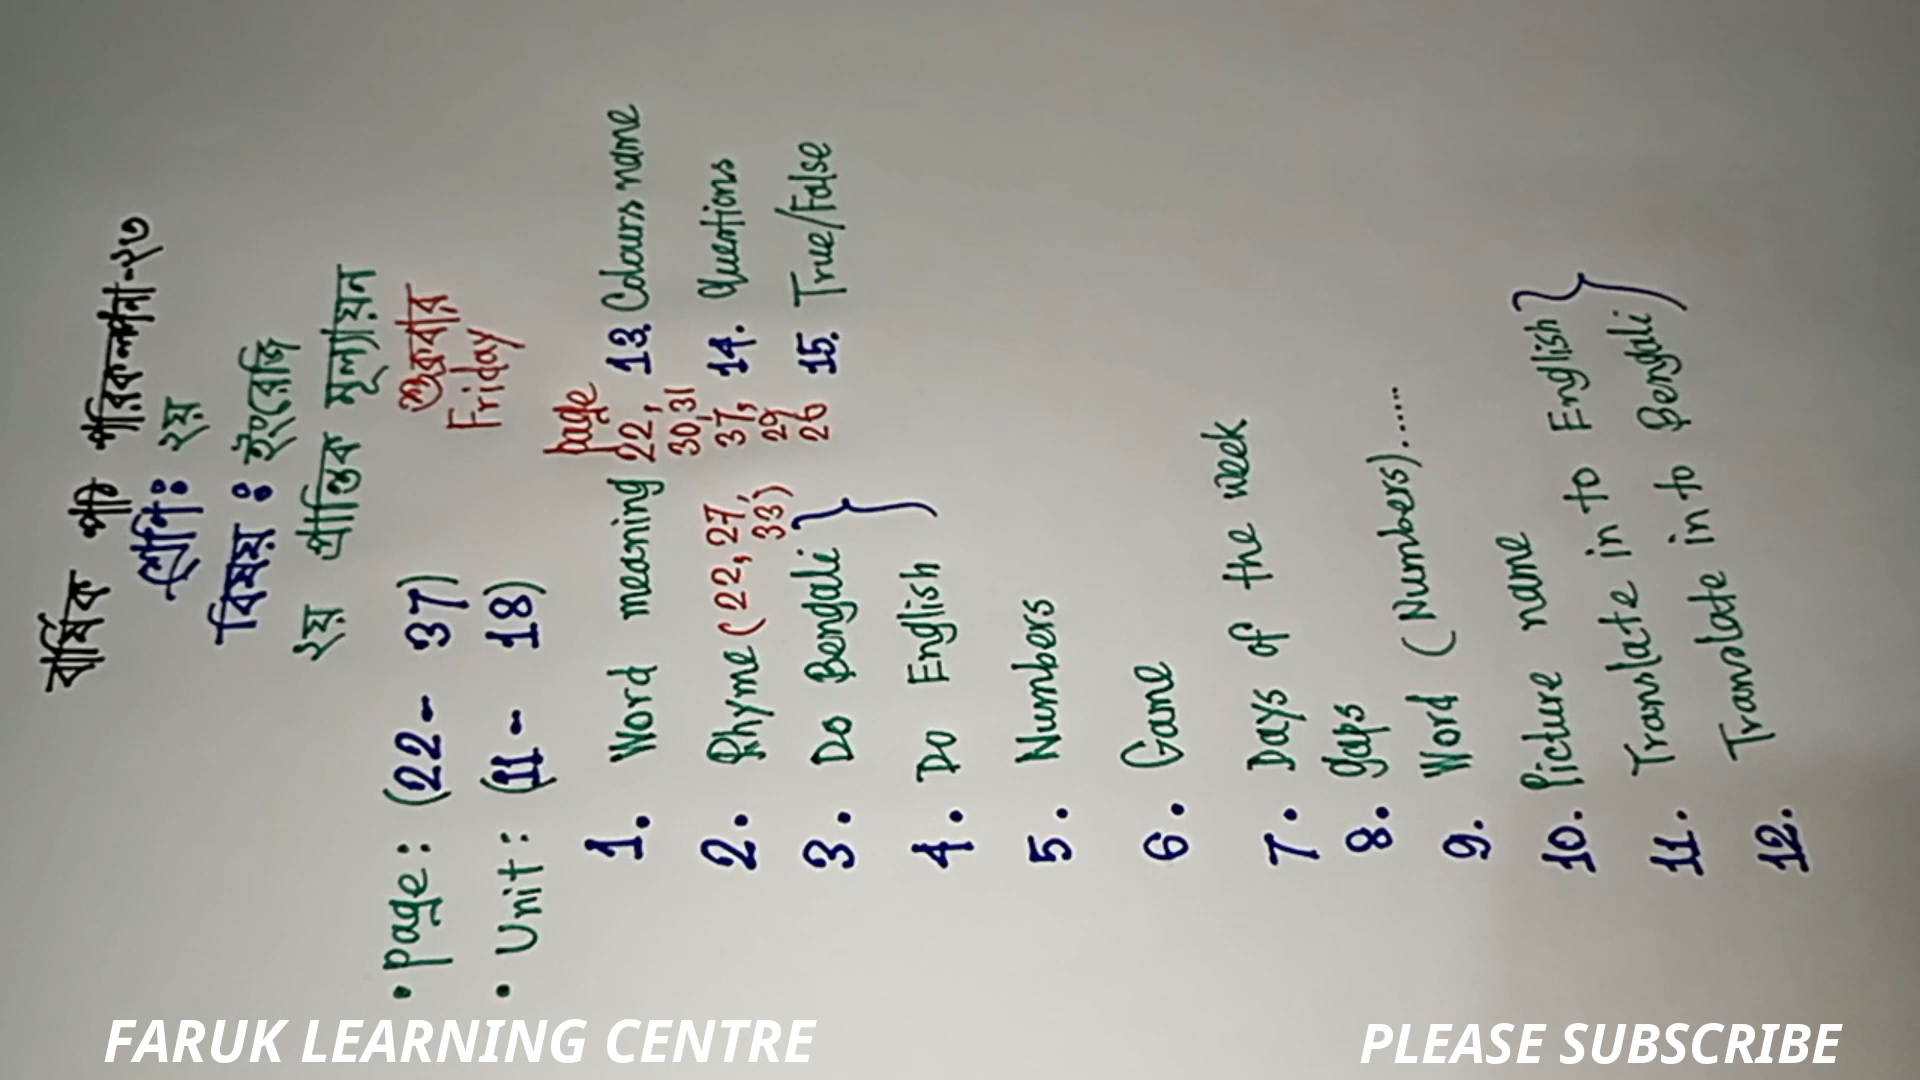 বার্ষিক পাঠ পরিকল্পনা-২৩
শ্রেণি: ২য়
বিষয়: ইংরেজি
২য় প্রান্তিক মূল্যায়ন
শুক্রবার
Friday
• Page: (22- 37)
• Unit: (11- 18)
page
1. Word meaning 22,
30,31
37,
29
26
2. Rhyme (22, 27,
33)
3. Do Bengali }
4. Do English
5. Numbers
6. Game
7. Days of the week
8. Gaps
9. Word (Numbers)......
10. Picture name
11. Translate in to English }
12. Translate in to Bengali
13. Colours name
14. Questions
15. True/False
FARUK LEARNING CENTRE
PLEASE SUBSCRIBE